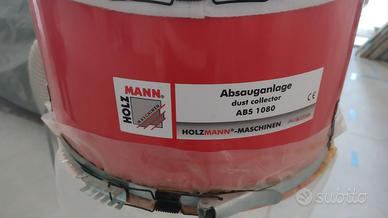 HOLZ
MANN®
MASCHINEN
Absauganlage
dust collector
ABS 1080
CE
HOLZMANN®-MASCHINEN
subito